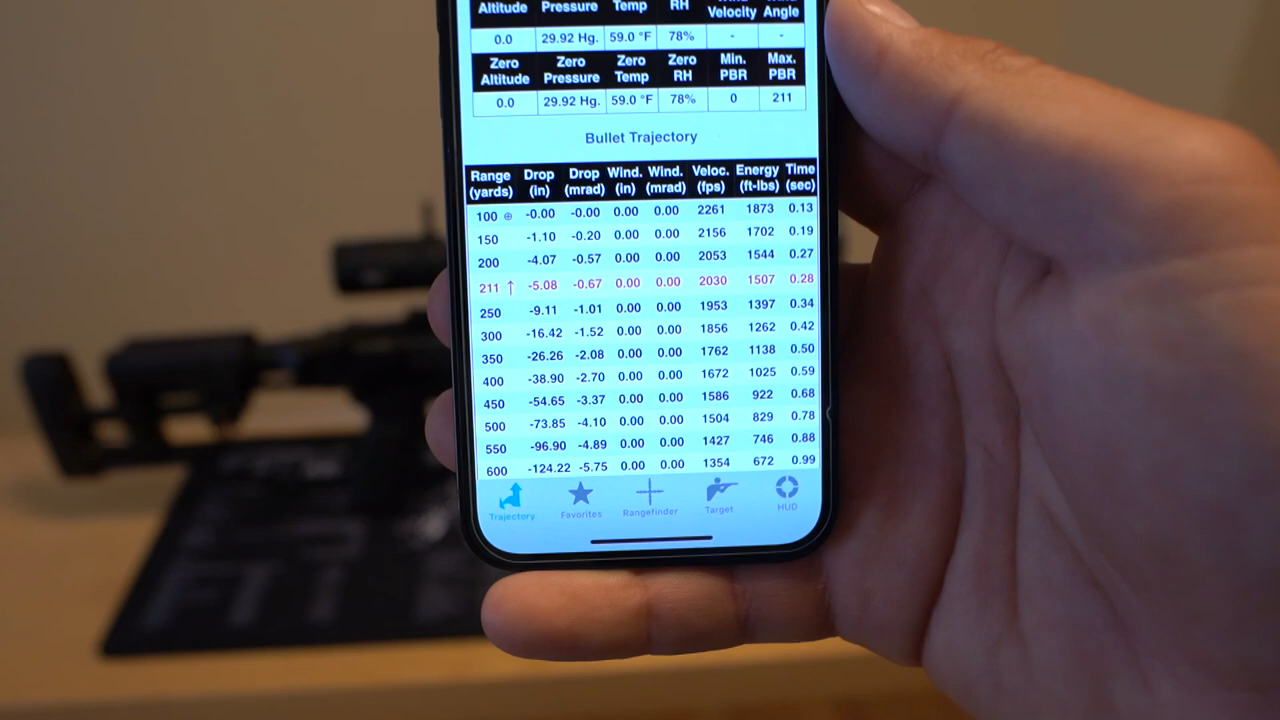 Altitude Pressure Temp RH Velocity Angle
0.0 29.92 Hg. 59.0 °F 78% - -
Zero Zero Zero Zero Min. Max.
Altitude Pressure Temp RH PBR PBR
0.0 29.92 Hg. 59.0 °F 78% 0 211
Bullet Trajectory
Range Drop Drop Wind. Wind. Veloc. Energy Time
(yards) (in) (mrad) (in) (mrad) (fps) (ft-lbs) (sec)
100 ⊕ -0.00 -0.00 0.00 0.00 2261 1873 0.13
150 -1.10 -0.20 0.00 0.00 2156 1702 0.19
200 -4.07 -0.57 0.00 0.00 2053 1544 0.27
211 ↑ -5.08 -0.67 0.00 0.00 2030 1507 0.28
250 -9.11 -1.01 0.00 0.00 1953 1397 0.34
300 -16.42 -1.52 0.00 0.00 1856 1262 0.42
350 -26.26 -2.08 0.00 0.00 1762 1138 0.50
400 -38.90 -2.70 0.00 0.00 1672 1025 0.59
450 -54.65 -3.37 0.00 0.00 1586 922 0.68
500 -73.85 -4.10 0.00 0.00 1504 829 0.78
550 -96.90 -4.89 0.00 0.00 1427 746 0.88
600 -124.22 -5.75 0.00 0.00 1354 672 0.99
Trajectory Favorites Rangefinder Target HUD